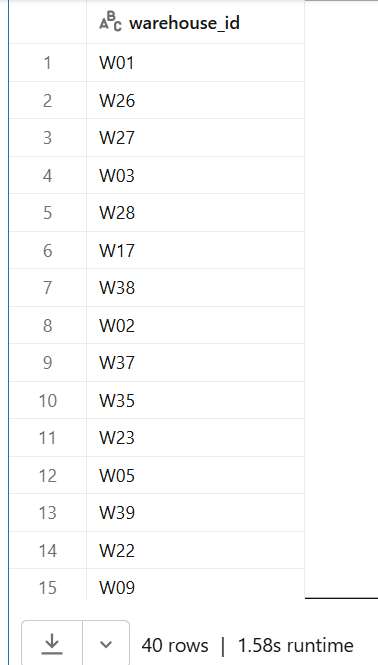 ABC warehouse_id
1 W01
2 W26
3 W27
4 W03
5 W28
6 W17
7 W38
8 W02
9 W37
10 W35
11 W23
12 W05
13 W39
14 W22
15 W09
40 rows | 1.58s runtime